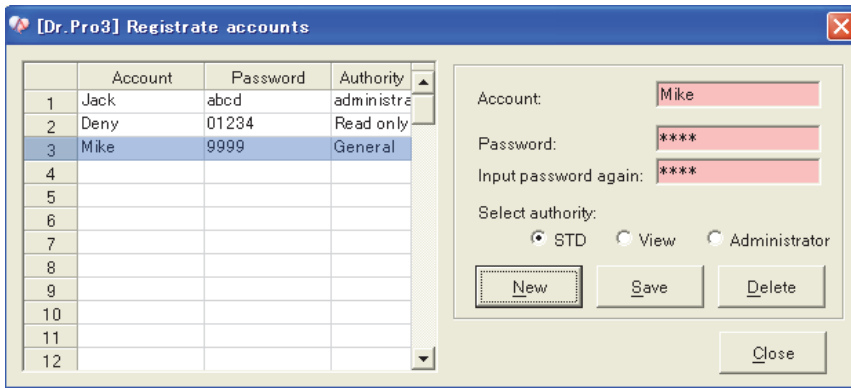 [Dr.Pro3] Registrate accounts
Account Password Authority
1 Jack abcd administra
2 Deny 01234 Read only
3 Mike 9999 General
4
5
6
7
8
9
10
11
12
Account: Mike
Password: ****
Input password again: ****
Select authority:
STD View Administrator
New Save Delete
Close